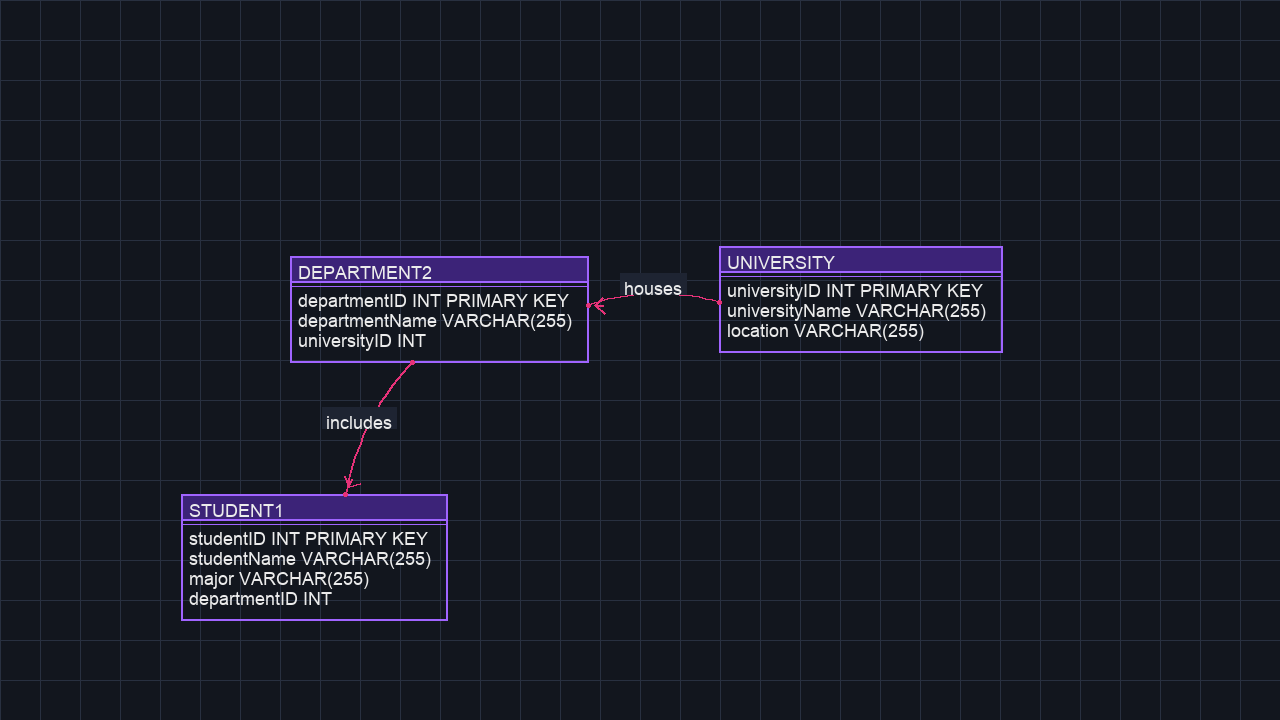 DEPARTMENT2
departmentID INT PRIMARY KEY
departmentName VARCHAR(255)
universityID INT
houses
UNIVERSITY
universityID INT PRIMARY KEY
universityName VARCHAR(255)
location VARCHAR(255)
includes
STUDENT1
studentID INT PRIMARY KEY
studentName VARCHAR(255)
major VARCHAR(255)
departmentID INT